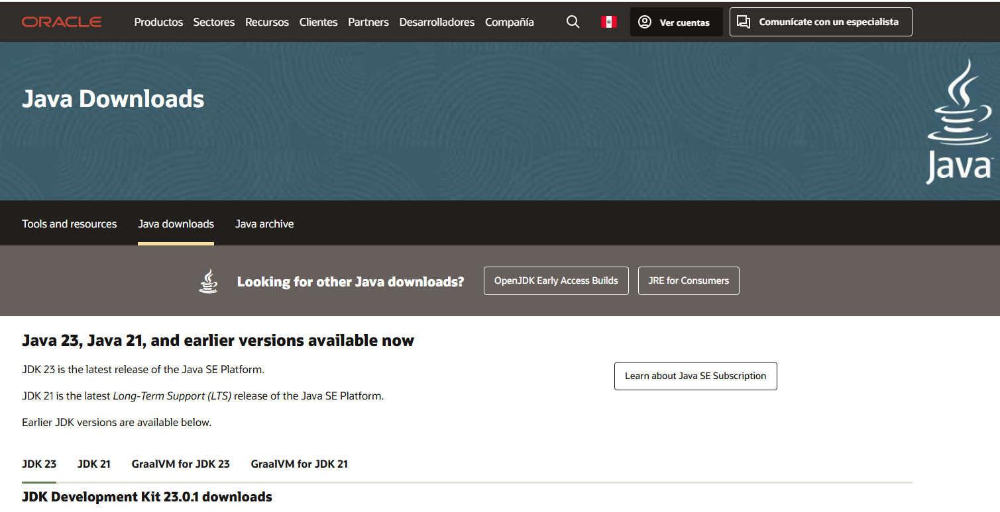 ORACLE Productos Sectores Recursos Clientes Partners Desarrolladores Compañía Ver cuentas Comunícate con un especialista
Java Downloads
Java
Tools and resources Java downloads Java archive
Looking for other Java downloads? OpenJDK Early Access Builds JRE for Consumers
Java 23, Java 21, and earlier versions available now
JDK 23 is the latest release of the Java SE Platform.
Learn about Java SE Subscription
JDK 21 is the latest Long-Term Support (LTS) release of the Java SE Platform.
Earlier JDK versions are available below.
JDK 23 JDK 21 GraalVM for JDK 23 GraalVM for JDK 21
JDK Development Kit 23.0.1 downloads